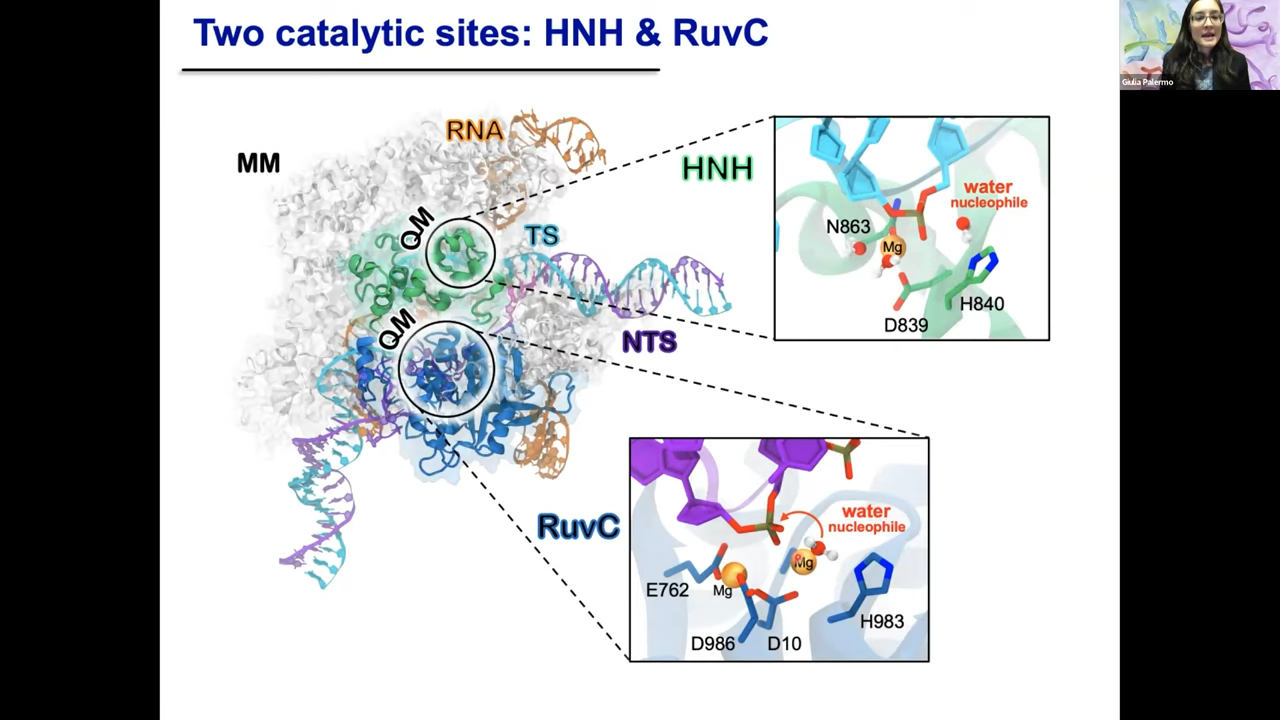 Two catalytic sites: HNH & RuvC
Giulia Palermo
RNA
MM
HNH
QM
TS
NTS
QM
RuvC
water
nucleophile
N863
Mg
H840
D839
water
nucleophile
Mg
E762
Mg
H983
D986
D10